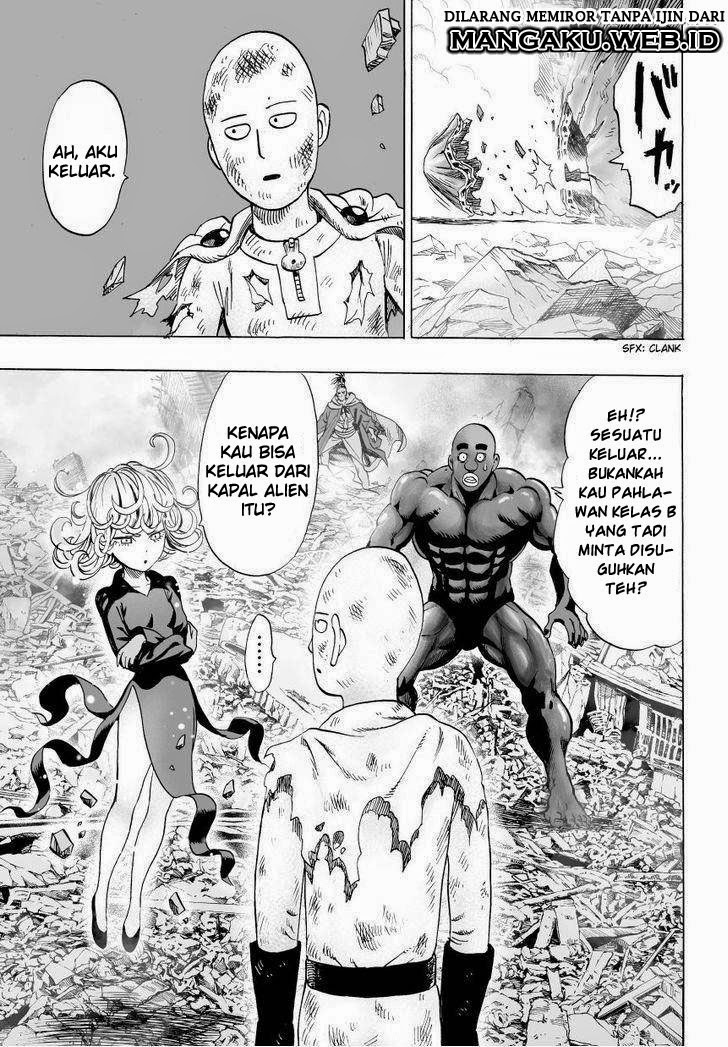 DILARANG MEMIROR TANPA IJIN DARI
MANGAKU.WEB.ID
バカッ
SFX: CLANK
AH, AKU
KELUAR.
EH!?
SESUATU
KELUAR...
BUKANKAH
KAU PAHLA-
WAN KELAS B
YANG TADI
MINTA DISU-
GUHKAN
TEH?
KENAPA
KAU BISA
KELUAR DARI
KAPAL ALIEN
ITU?
......